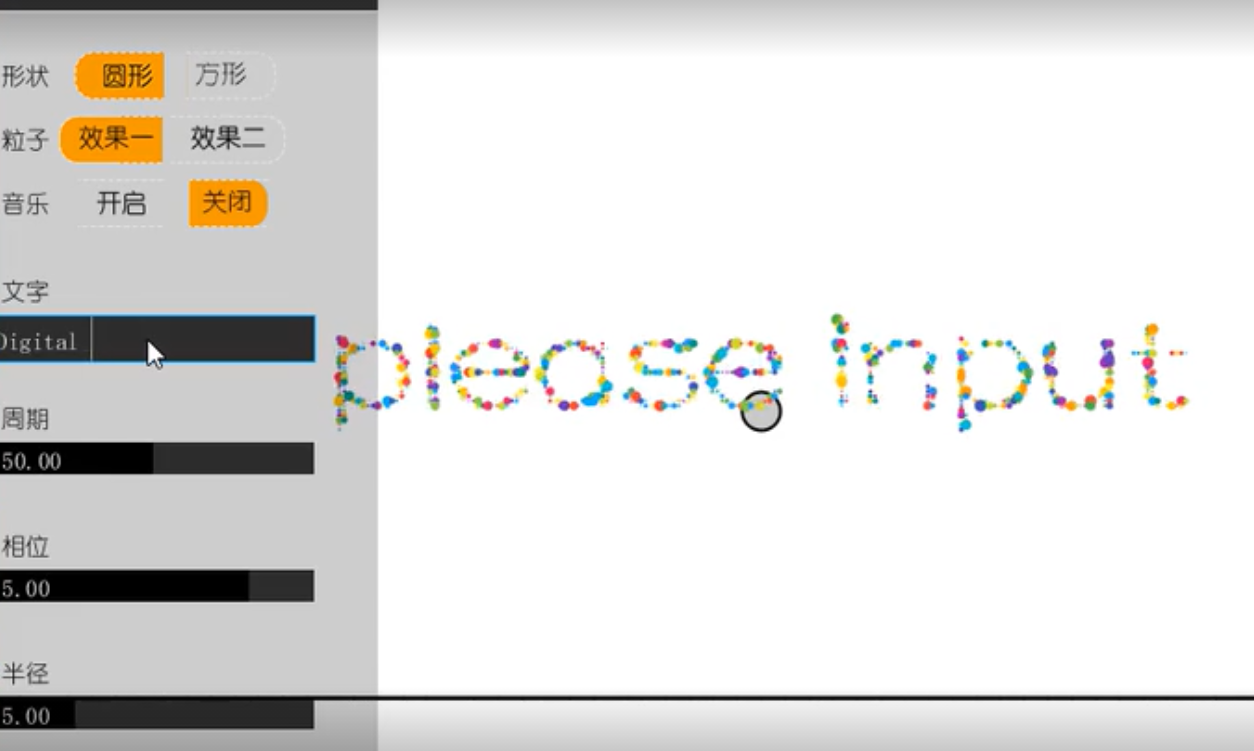 形状 圆形 方形
粒子 效果一 效果二
音乐 开启 关闭
文字
Digital
please input
周期
50.00
相位
5.00
半径
5.00